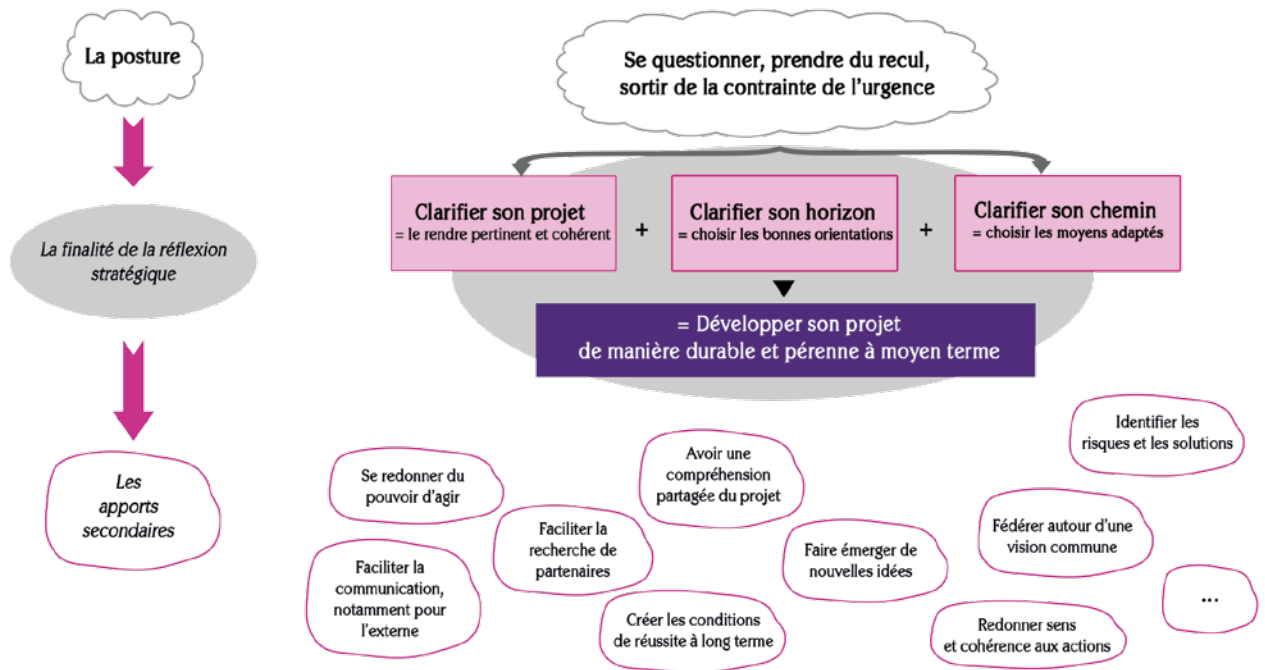 La posture
Se questionner, prendre du recul,
sortir de la contrainte de l'urgence
La finalité de la réflexion
stratégique
Clarifier son projet
= le rendre pertinent et cohérent
+
Clarifier son horizon
= choisir les bonnes orientations
+
Clarifier son chemin
= choisir les moyens adaptés
= Développer son projet
de manière durable et pérenne à moyen terme
Les
apports
secondaires
Se redonner du
pouvoir d'agir
Avoir une
compréhension
partagée du projet
Identifier les
risques et les solutions
Faciliter la
recherche de
partenaires
Faire émerger de
nouvelles idées
Fédérer autour d'une
vision commune
Faciliter la
communication,
notamment pour
l'externe
Créer les conditions
de réussite à long terme
Redonner sens
et cohérence aux actions
...